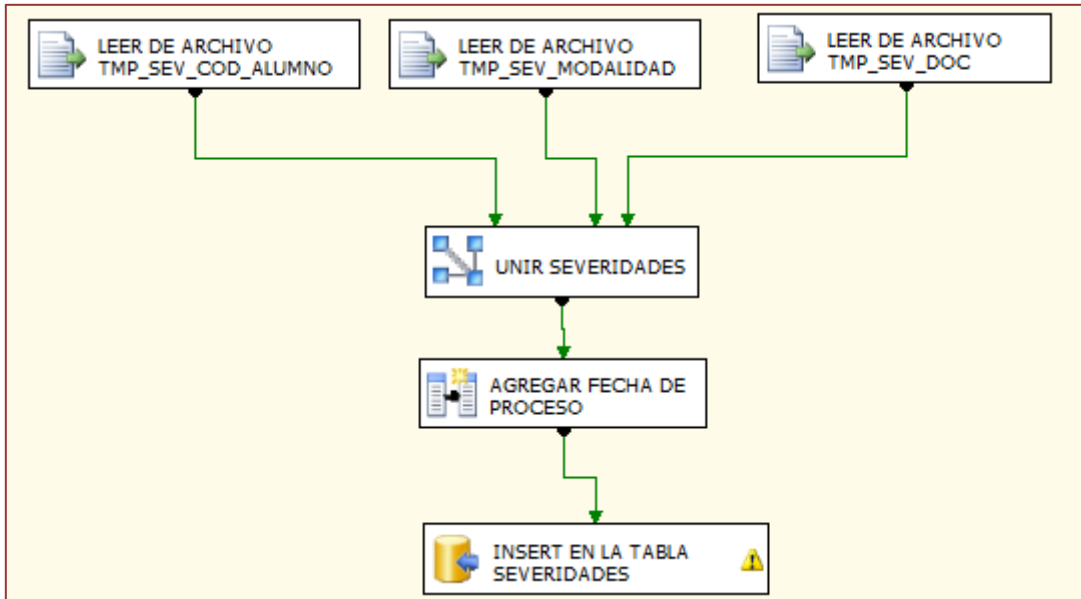 LEER DE ARCHIVO
TMP_SEV_COD_ALUMNO
LEER DE ARCHIVO
TMP_SEV_MODALIDAD
LEER DE ARCHIVO
TMP_SEV_DOC
UNIR SEVERIDADES
AGREGAR FECHA DE
PROCESO
INSERT EN LA TABLA
SEVERIDADES